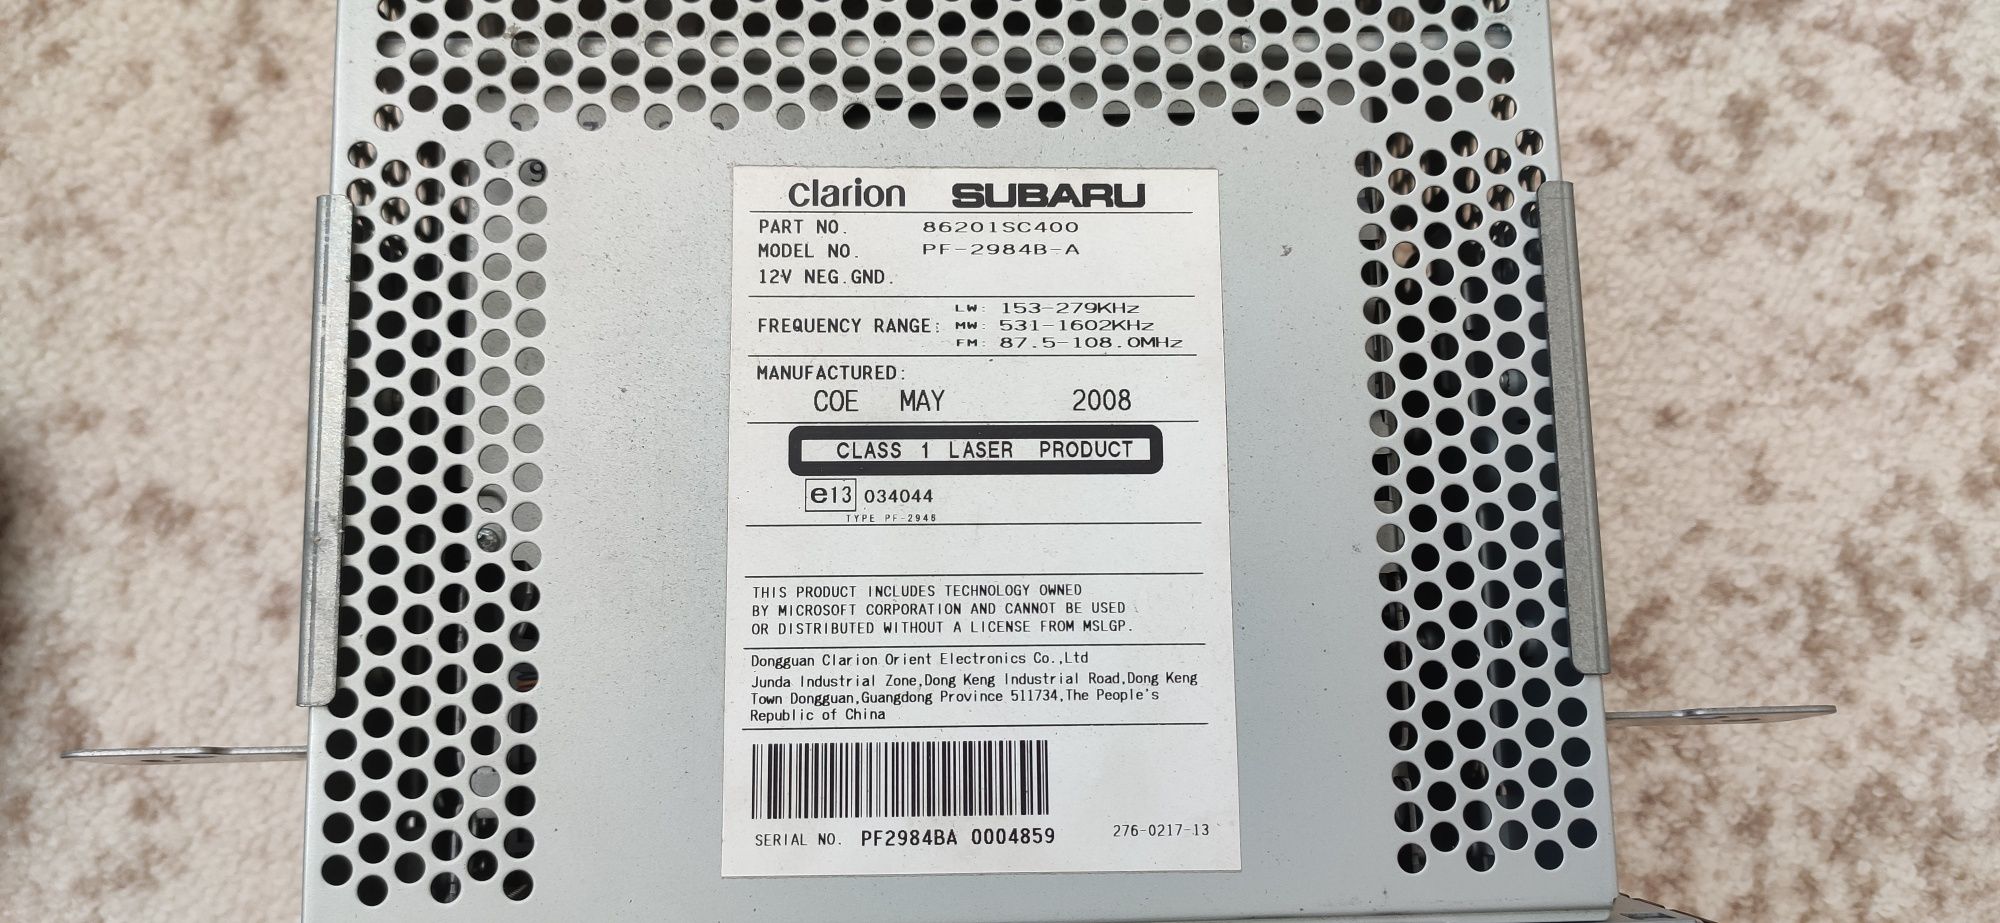 clarion SUBARU
PART NO. 86201SC400
MODEL NO. PF-2984B-A
12V NEG.GND.
FREQUENCY RANGE: LW: 153-279KHz
MW: 531-1602KHz
FM: 87.5-108.0MHz
MANUFACTURED:
COE MAY 2008
CLASS 1 LASER PRODUCT
e13 034044
TYPE PF-2946
THIS PRODUCT INCLUDES TECHNOLOGY OWNED
BY MICROSOFT CORPORATION AND CANNOT BE USED
OR DISTRIBUTED WITHOUT A LICENSE FROM MSLGP.
Dongguan Clarion Orient Electronics Co.,Ltd
Junda Industrial Zone,Dong Keng Industrial Road,Dong Keng
Town Dongguan,Guangdong Province 511734,The People's
Republic of China
SERIAL NO. PF2984BA 0004859
276-0217-13